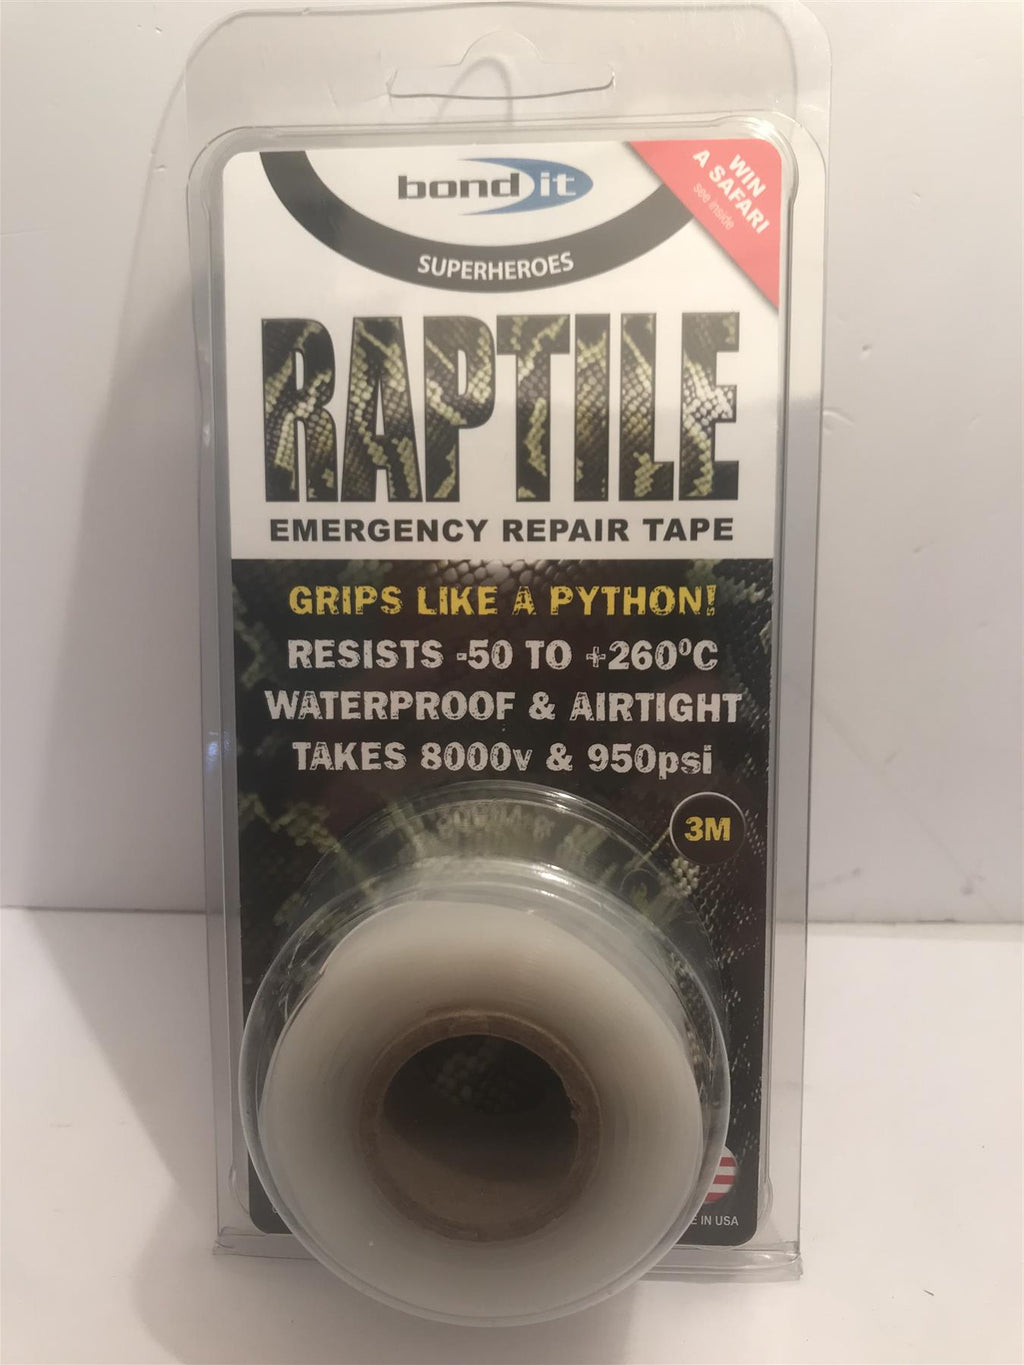 bond it
SUPERHEROES
WIN
A SAFARI
see inside
RAPTILE
EMERGENCY REPAIR TAPE
GRIPS LIKE A PYTHON!
RESISTS -50 TO +260ºC
WATERPROOF & AIRTIGHT
TAKES 8000v & 950psi
3M
IN USA